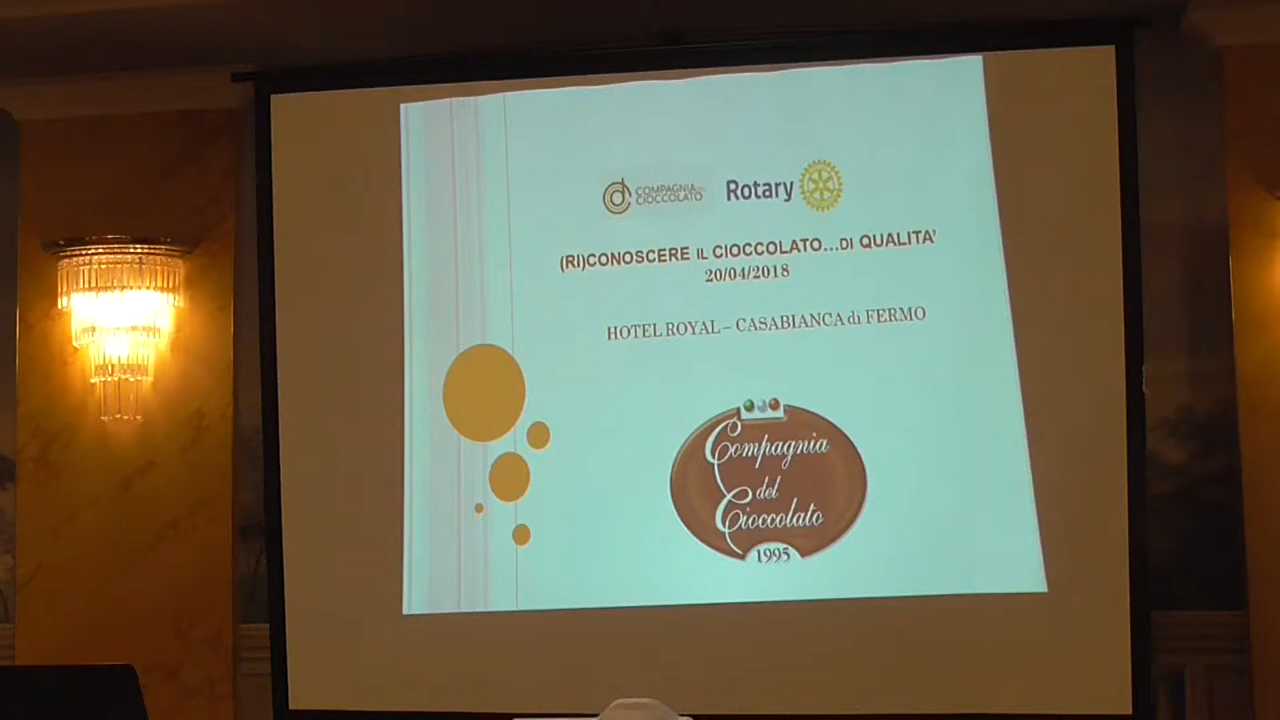 COMPAGNIA del
CIOCCOLATO
Rotary
(RI)CONOSCERE IL CIOCCOLATO...DI QUALITA'
20/04/2018
HOTEL ROYAL – CASABIANCA di FERMO
Compagnia
del
Cioccolato
1995